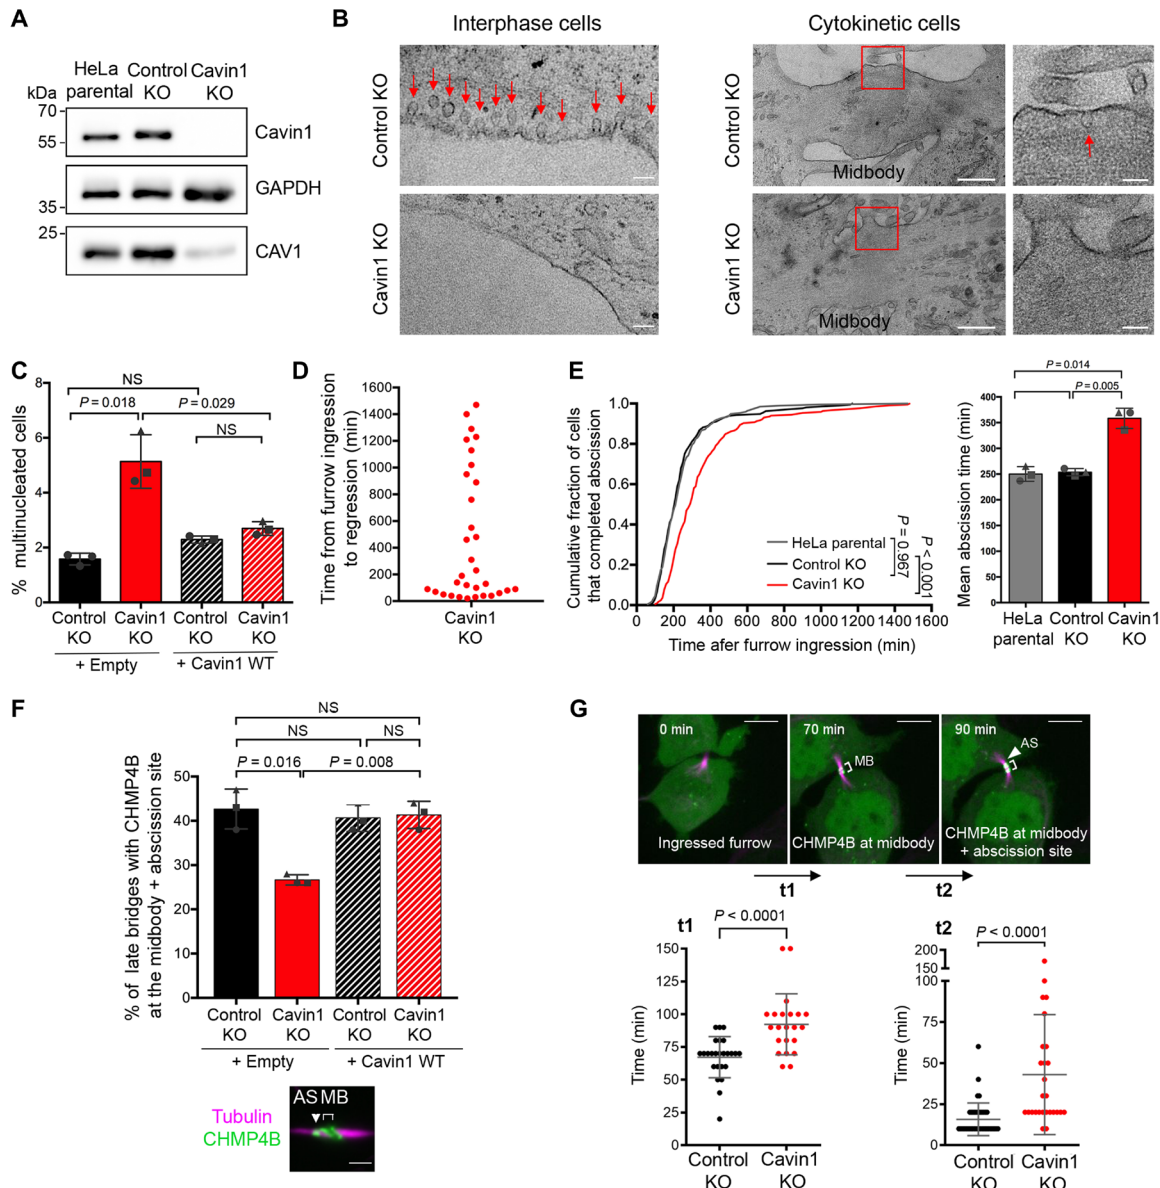 A
kDa
HeLa parental
Control KO
Cavin1 KO
70
55
Cavin1
35
GAPDH
25
CAV1
B
Interphase cells
Cytokinetic cells
Control KO
Midbody
Cavin1 KO
Midbody
C
% multinucleated cells
8
6
4
2
0
NS
P = 0.018
P = 0.029
NS
Control KO
Cavin1 KO
Control KO
Cavin1 KO
+ Empty
+ Cavin1 WT
D
Time from furrow ingression
to regression (min)
1600
1400
1200
1000
800
600
400
200
0
Cavin1
KO
E
Cumulative fraction of cells
that completed abscission
1.0
0.8
0.6
0.4
0.2
0.0
0 200 400 600 800 1000 1200 1400 1600
Time afer furrow ingression (min)
HeLa parental
Control KO
Cavin1 KO
P = 0.967
P < 0.001
Mean abscission time (min)
400
350
300
250
200
150
100
50
0
P = 0.014
P = 0.005
HeLa parental
Control KO
Cavin1 KO
F
% of late bridges with CHMP4B
at the midbody + abscission site
50
40
30
20
10
0
NS
NS
NS
P = 0.016
P = 0.008
Control KO
Cavin1 KO
Control KO
Cavin1 KO
+ Empty
+ Cavin1 WT
AS MB
Tubulin
CHMP4B
G
0 min
Ingressed furrow
70 min
MB
CHMP4B at midbody
90 min
AS
CHMP4B at midbody
+ abscission site
t1
t2
t1
P < 0.0001
Time (min)
150
125
100
75
50
25
0
Control KO
Cavin1 KO
t2
P < 0.0001
Time (min)
200
150
100
75
50
25
0
Control KO
Cavin1 KO